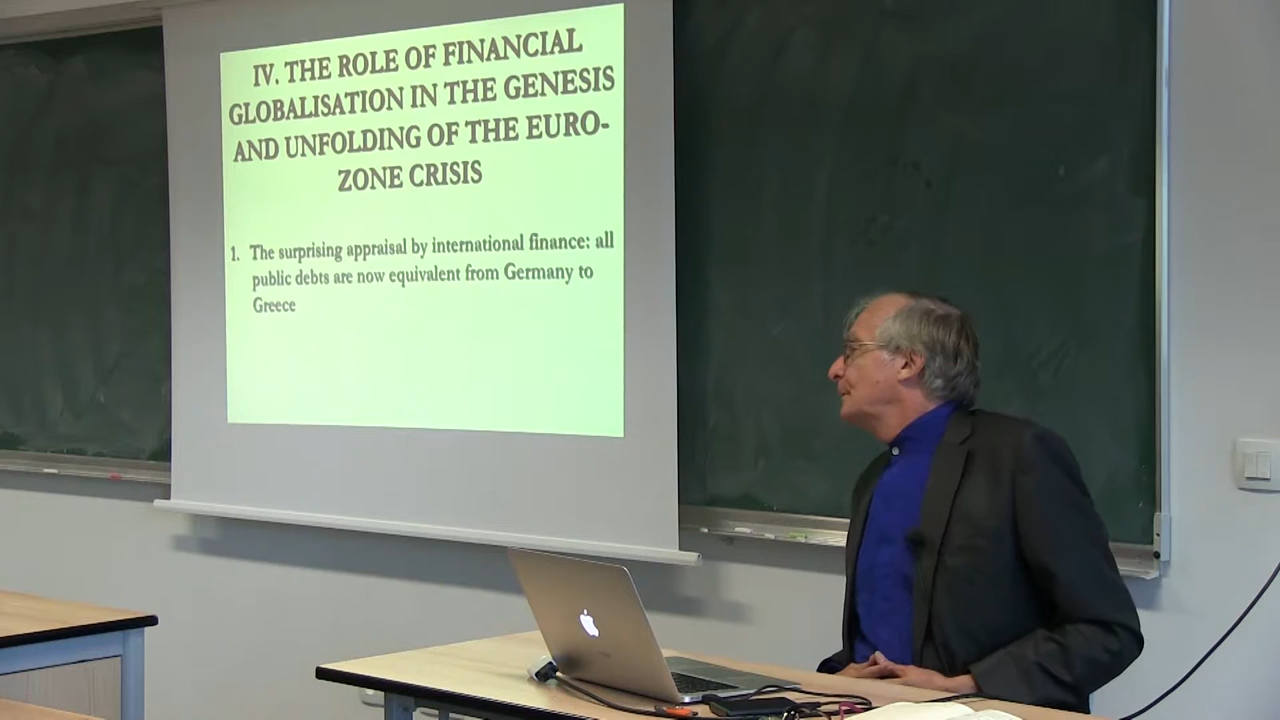 IV. THE ROLE OF FINANCIAL
GLOBALISATION IN THE GENESIS
AND UNFOLDING OF THE EURO-
ZONE CRISIS
1. The surprising appraisal by international finance: all
public debts are now equivalent from Germany to
Greece